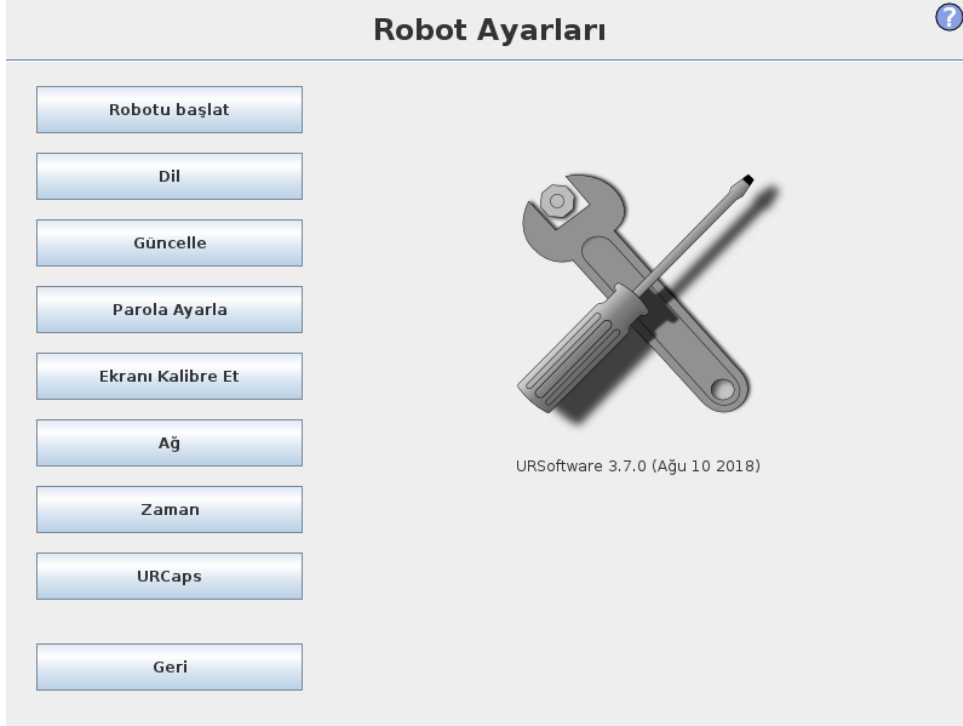 Robot Ayarları
?
Robotu başlat
Dil
Güncelle
Parola Ayarla
Ekranı Kalibre Et
Ağ
Zaman
URCaps
Geri
URSoftware 3.7.0 (Ağu 10 2018)